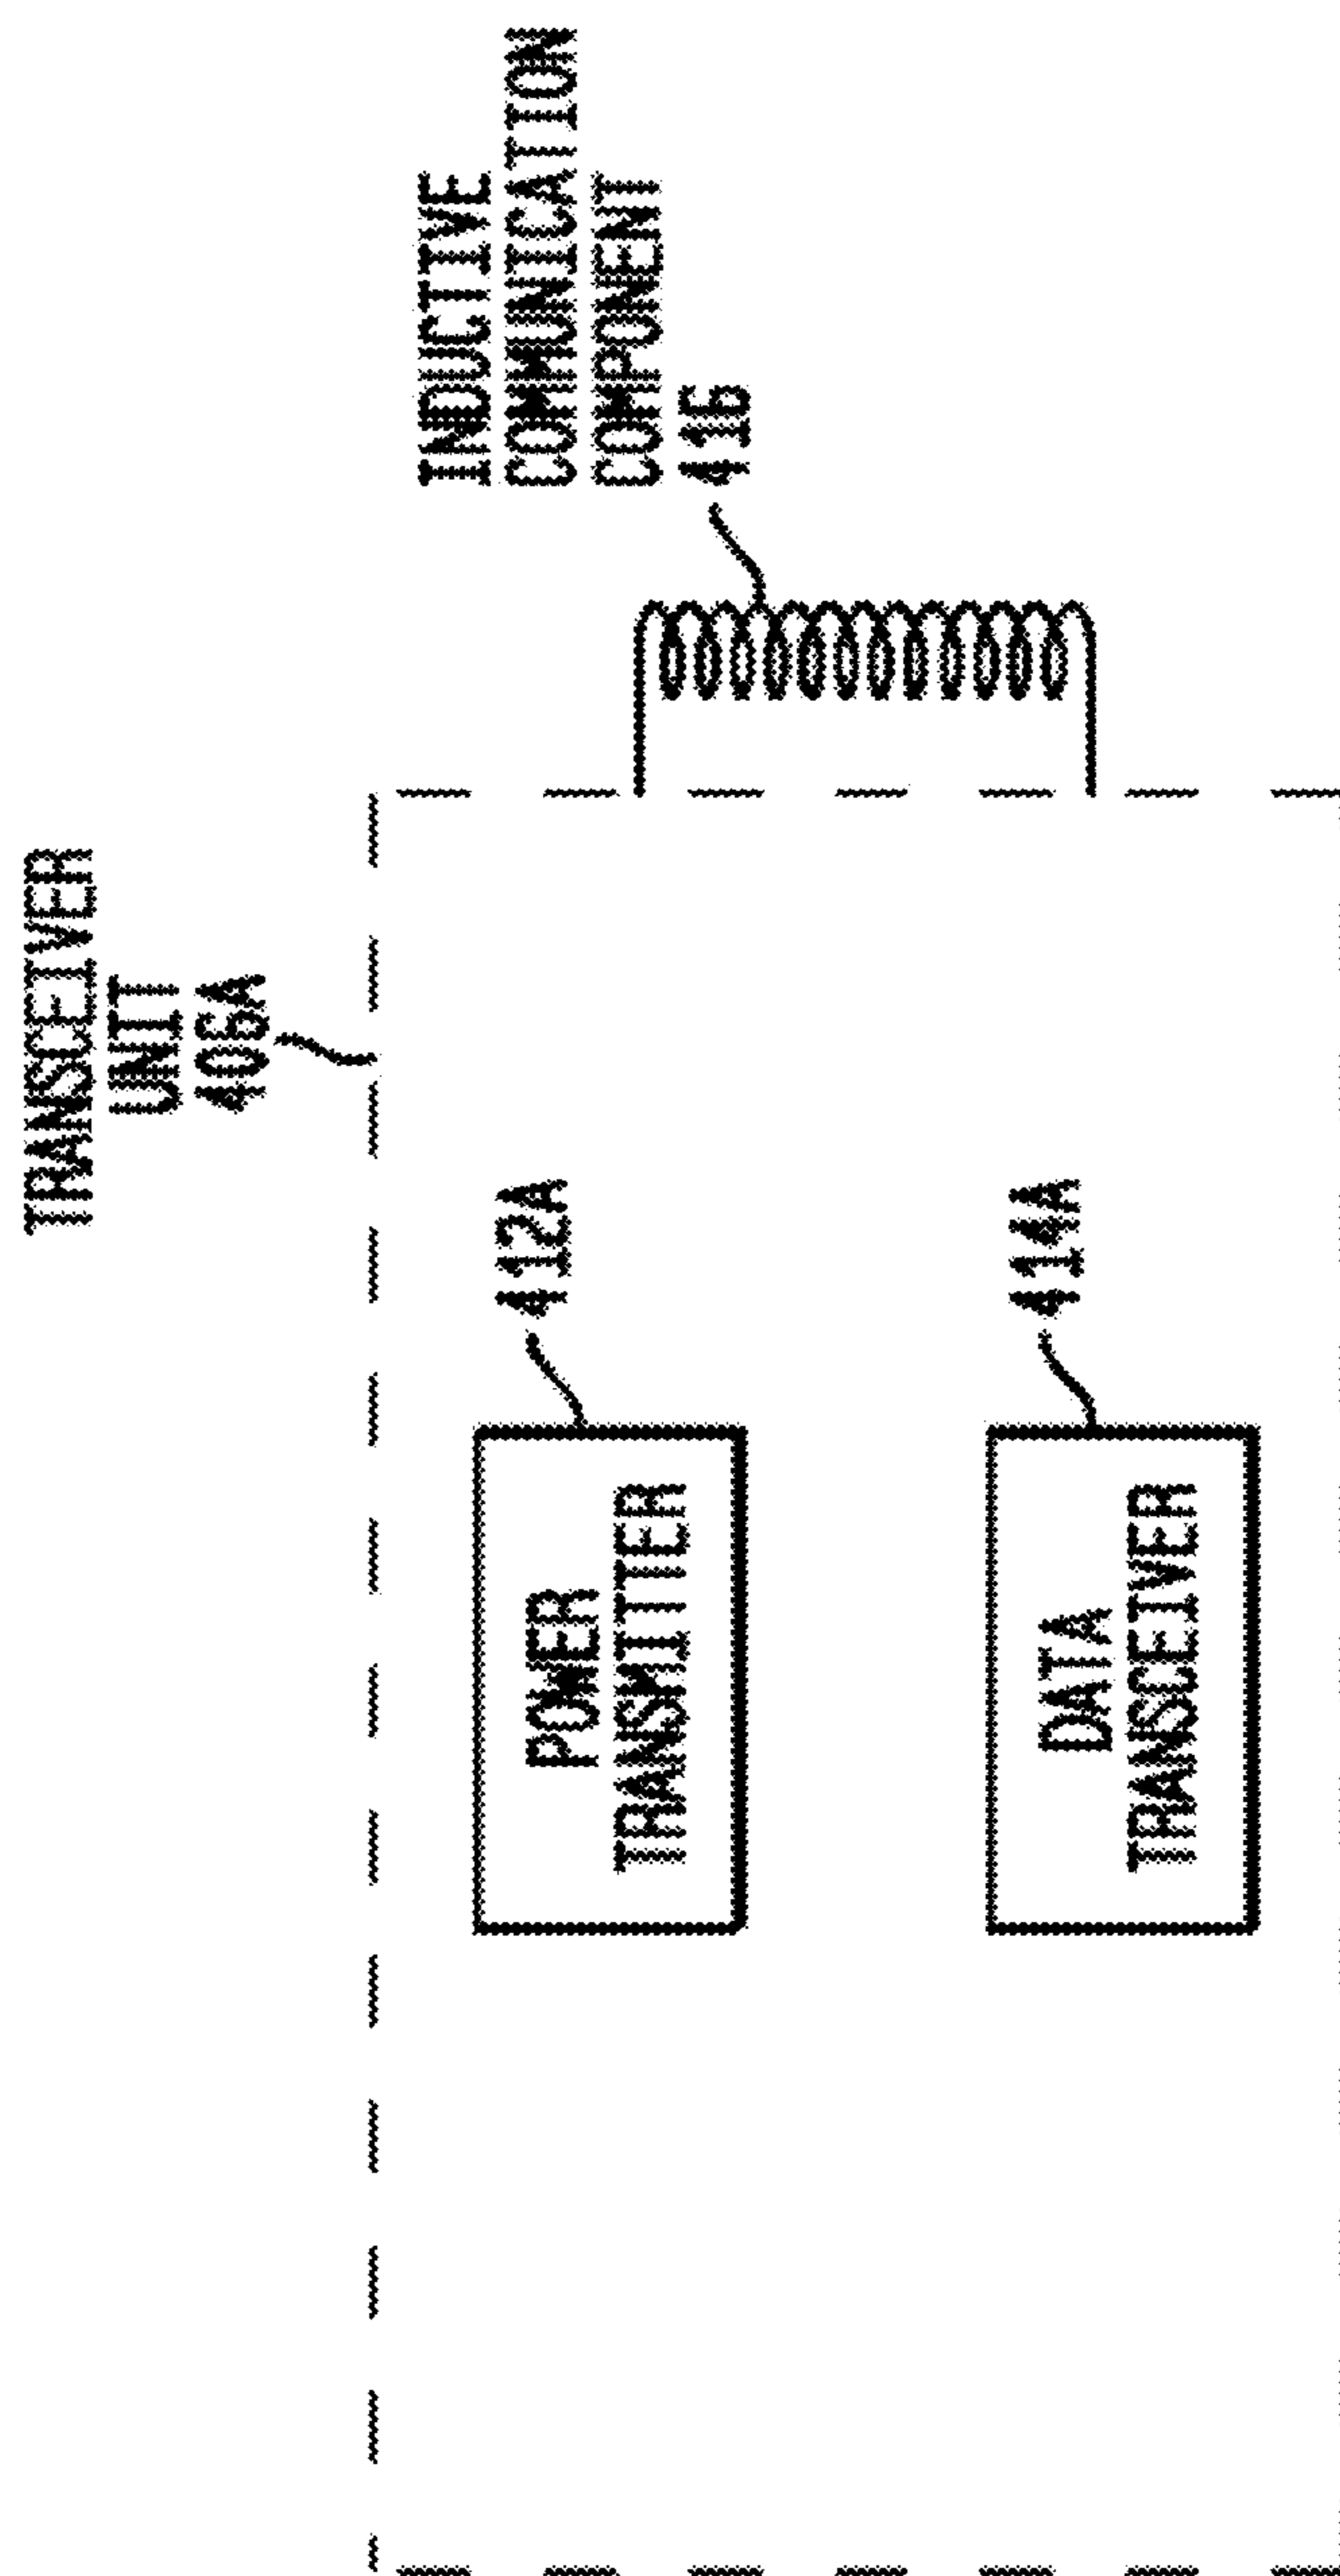 TRANSCEIVER
UNIT
406A
INDUCTIVE
COMMUNICATION
COMPONENT
416
412A
POWER
TRANSMITTER
414A
DATA
TRANSCEIVER